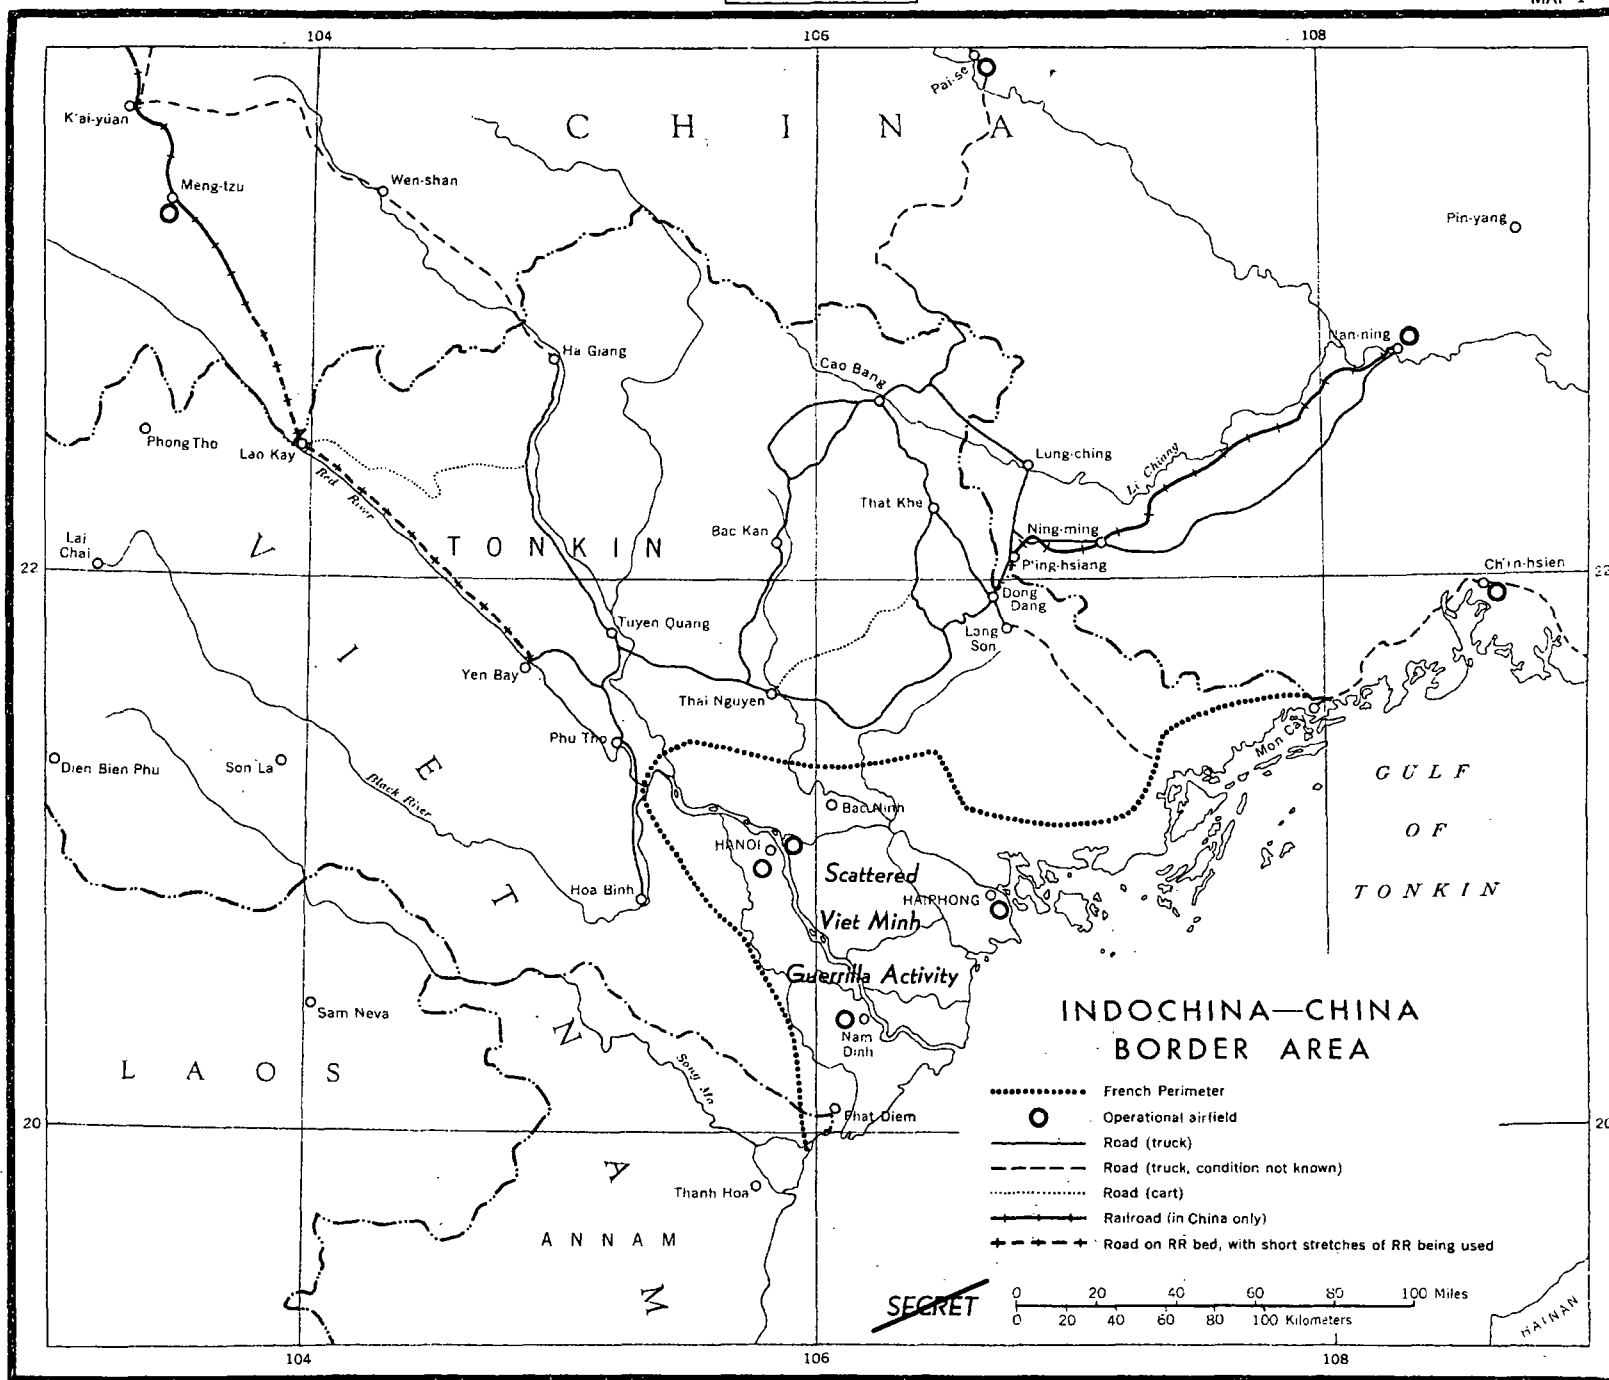 104
106
108
CHINA
Pai-se
K'ai-yüan
Meng-tzu
Wen-shan
Pin-yang
Nan-ning
Ha Giang
Cao Bang
Phong Tho
Lao Kay
Red River
Lung-ching
Li Chiang
That Khe
Bac Kan
Ning-ming
Lai
Chai
VIETNAM
TONKIN
22
P'ing-hsiang
Ch'in-hsien
22
Dong
Dang
Lang
Son
Tuyen Quang
Yen Bay
Thai Nguyen
Phu Tho
Mon Cay
Dien Bien Phu
Son La
Black River
GULF
OF
TONKIN
Bac Ninh
HANOI
Scattered
Viet Minh
Guerrilla Activity
HAIPHONG
Hoa Binh
Sam Neva
Nam
Dinh
LAOS
Song Ma
Phat Diem
20
20
Thanh Hoa
ANNAM
INDOCHINA—CHINA
BORDER AREA
French Perimeter
Operational airfield
Road (truck)
Road (truck, condition not known)
Road (cart)
Railroad (in China only)
Road on RR bed, with short stretches of RR being used
SECRET
0 20 40 60 80 100 Miles
0 20 40 60 80 100 Kilometers
HAINAN
104
106
108